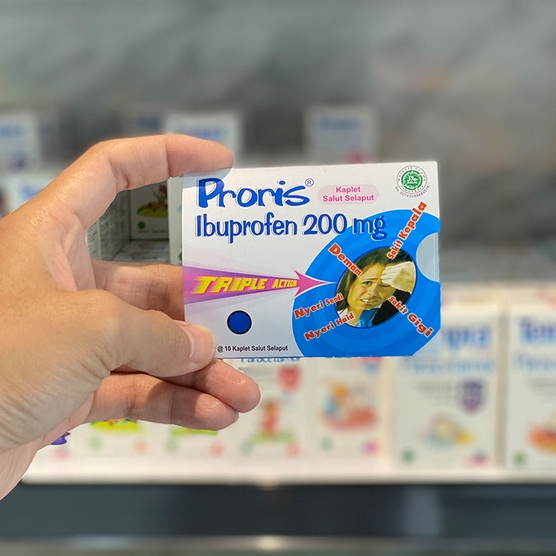 Proris®
Kaplet
Salut Selaput
Ibuprofen 200 mg
TRIPLE ACTION
Demam
Sakit Kepala
Nyeri Sendi
Nyeri Haid
Sakit Gigi
@ 10 Kaplet Salut Selaput